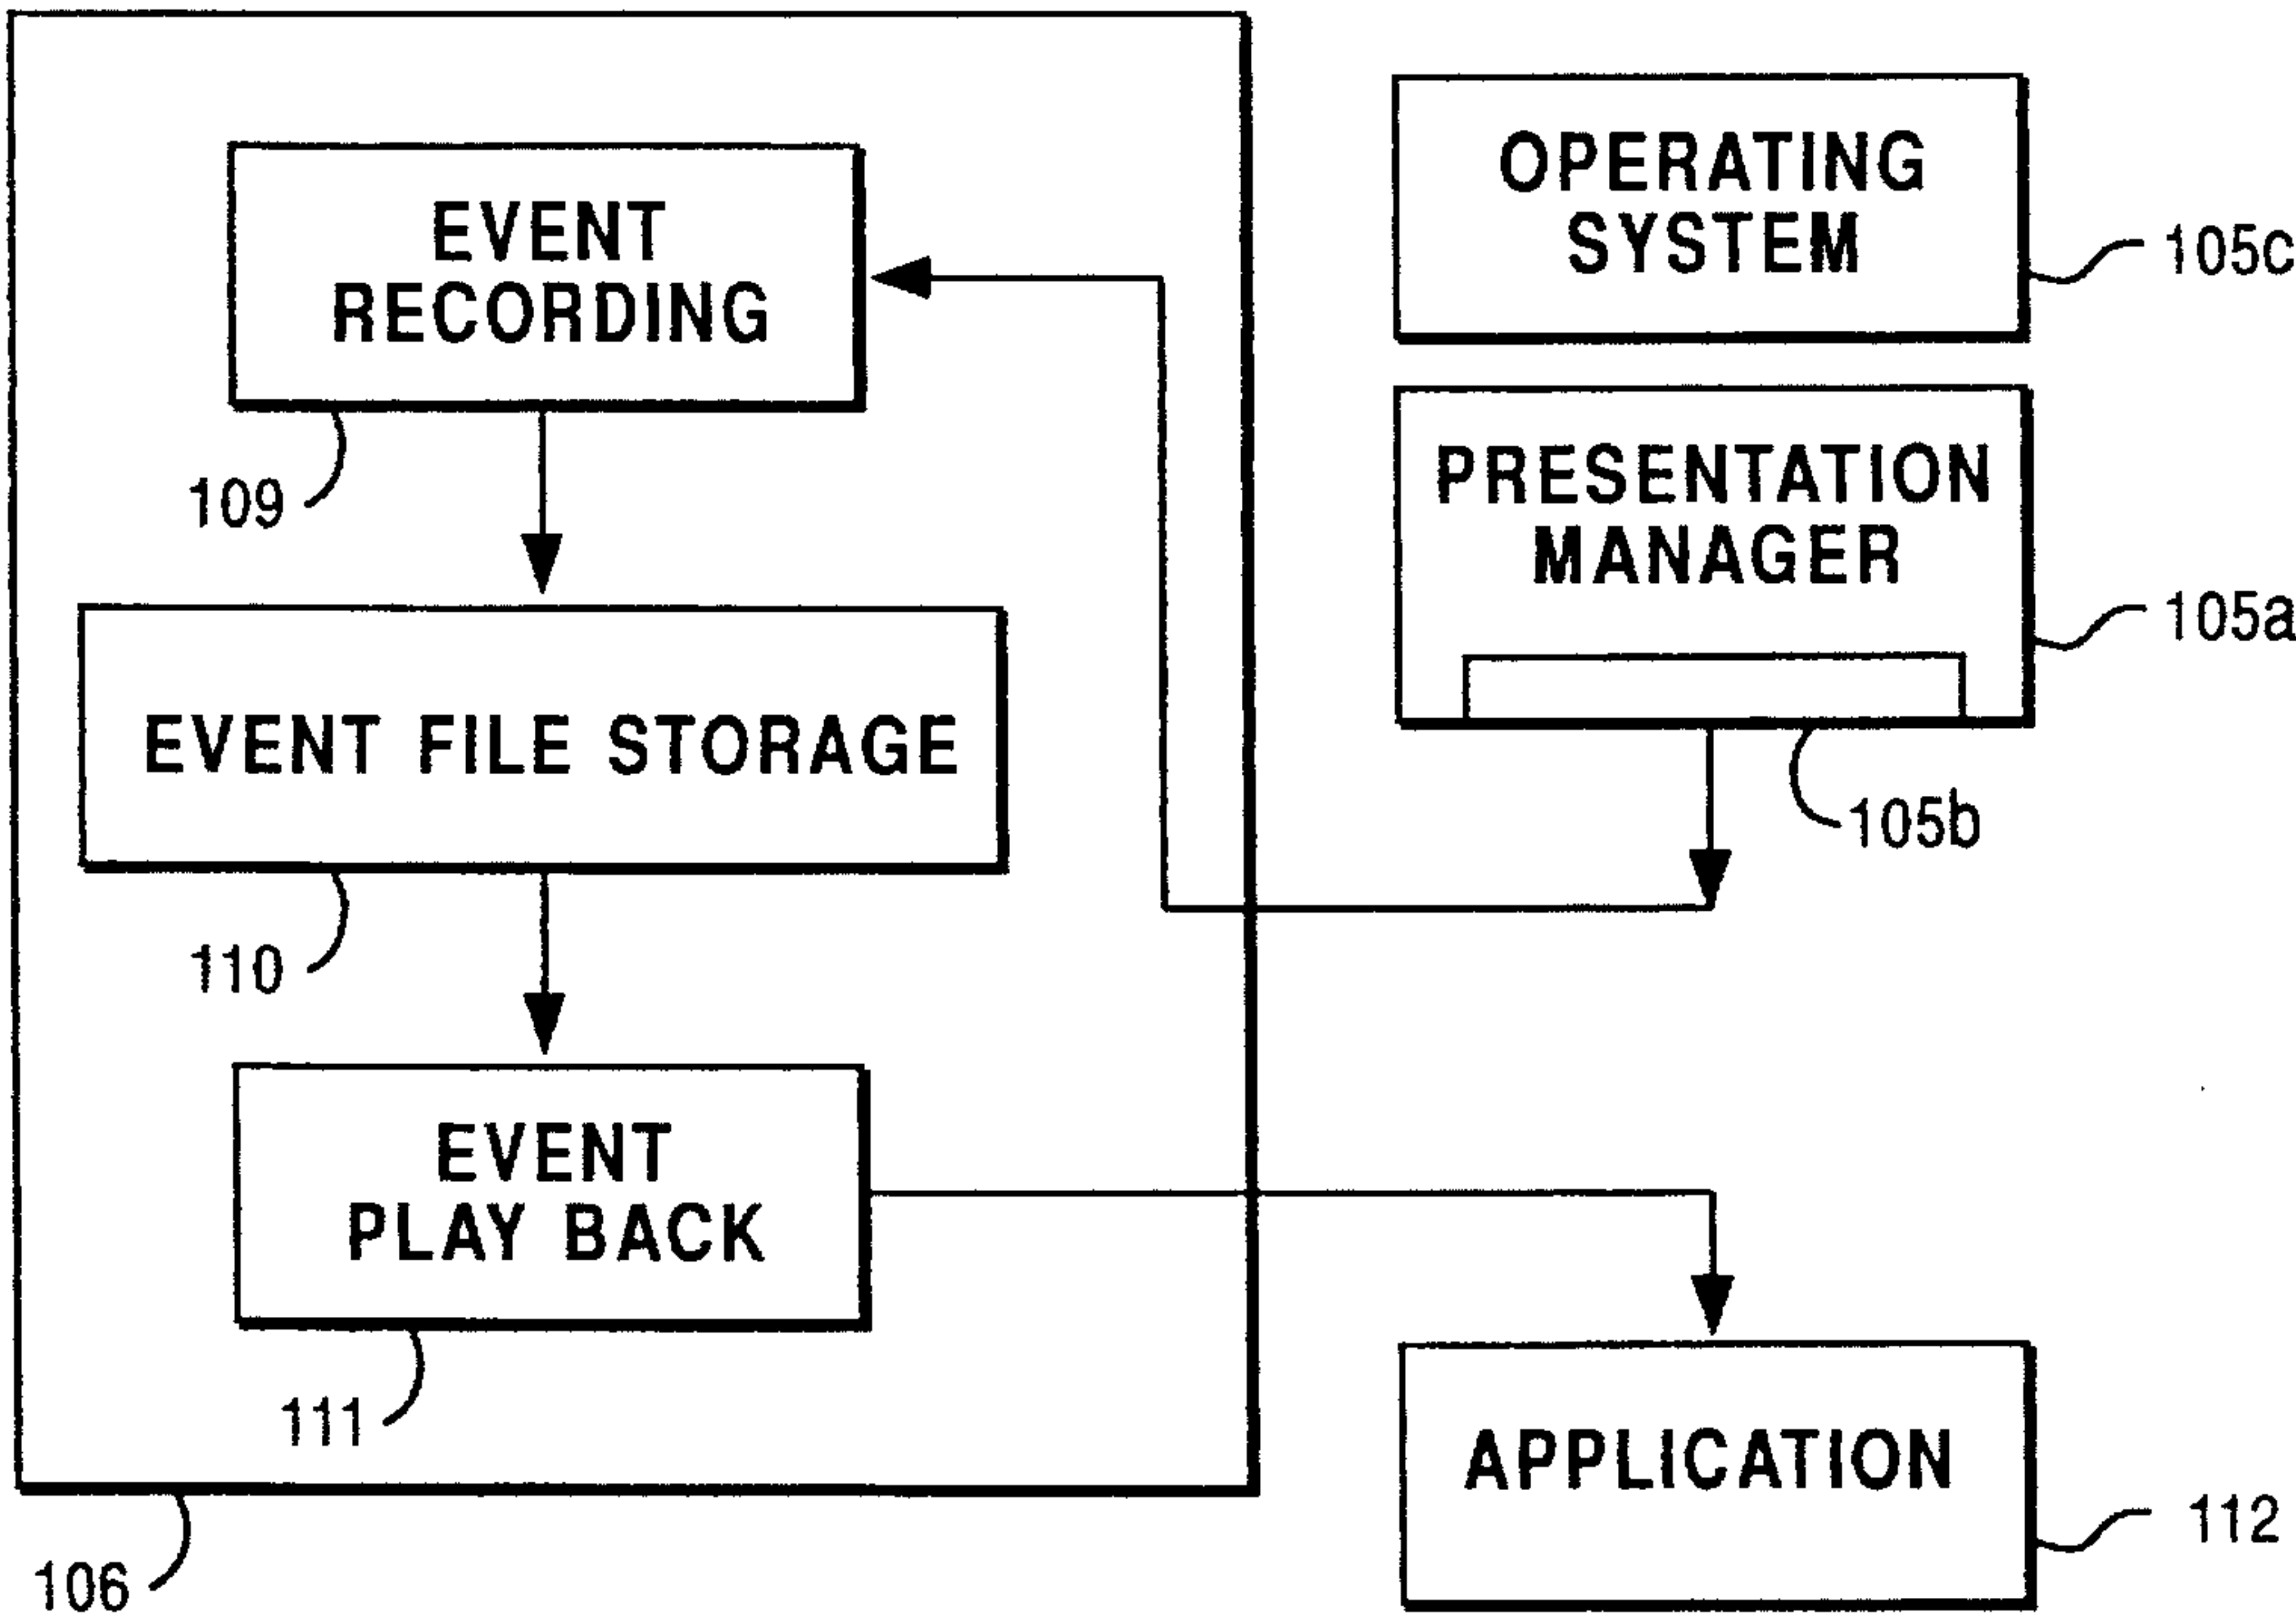 EVENT
RECORDING
109
EVENT FILE STORAGE
110
EVENT
PLAY BACK
111
106
OPERATING
SYSTEM
105c
PRESENTATION
MANAGER
105a
105b
APPLICATION
112